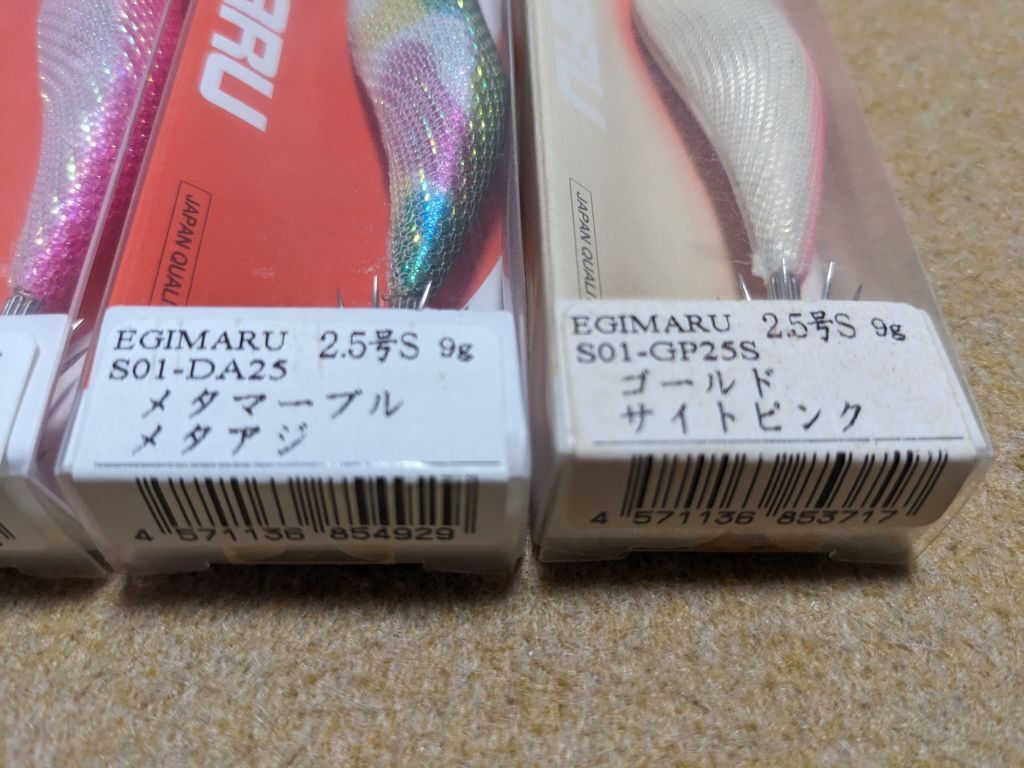 ARU
JAPAN QUALI
EGIMARU 2.5号S 9g
S01-DA25
メタマーブル
メタアジ
4 571136 854929
ARU
JAPAN QUALI
EGIMARU 2.5号S 9g
S01-GP25S
ゴールド
サイトピンク
4 571136 853717